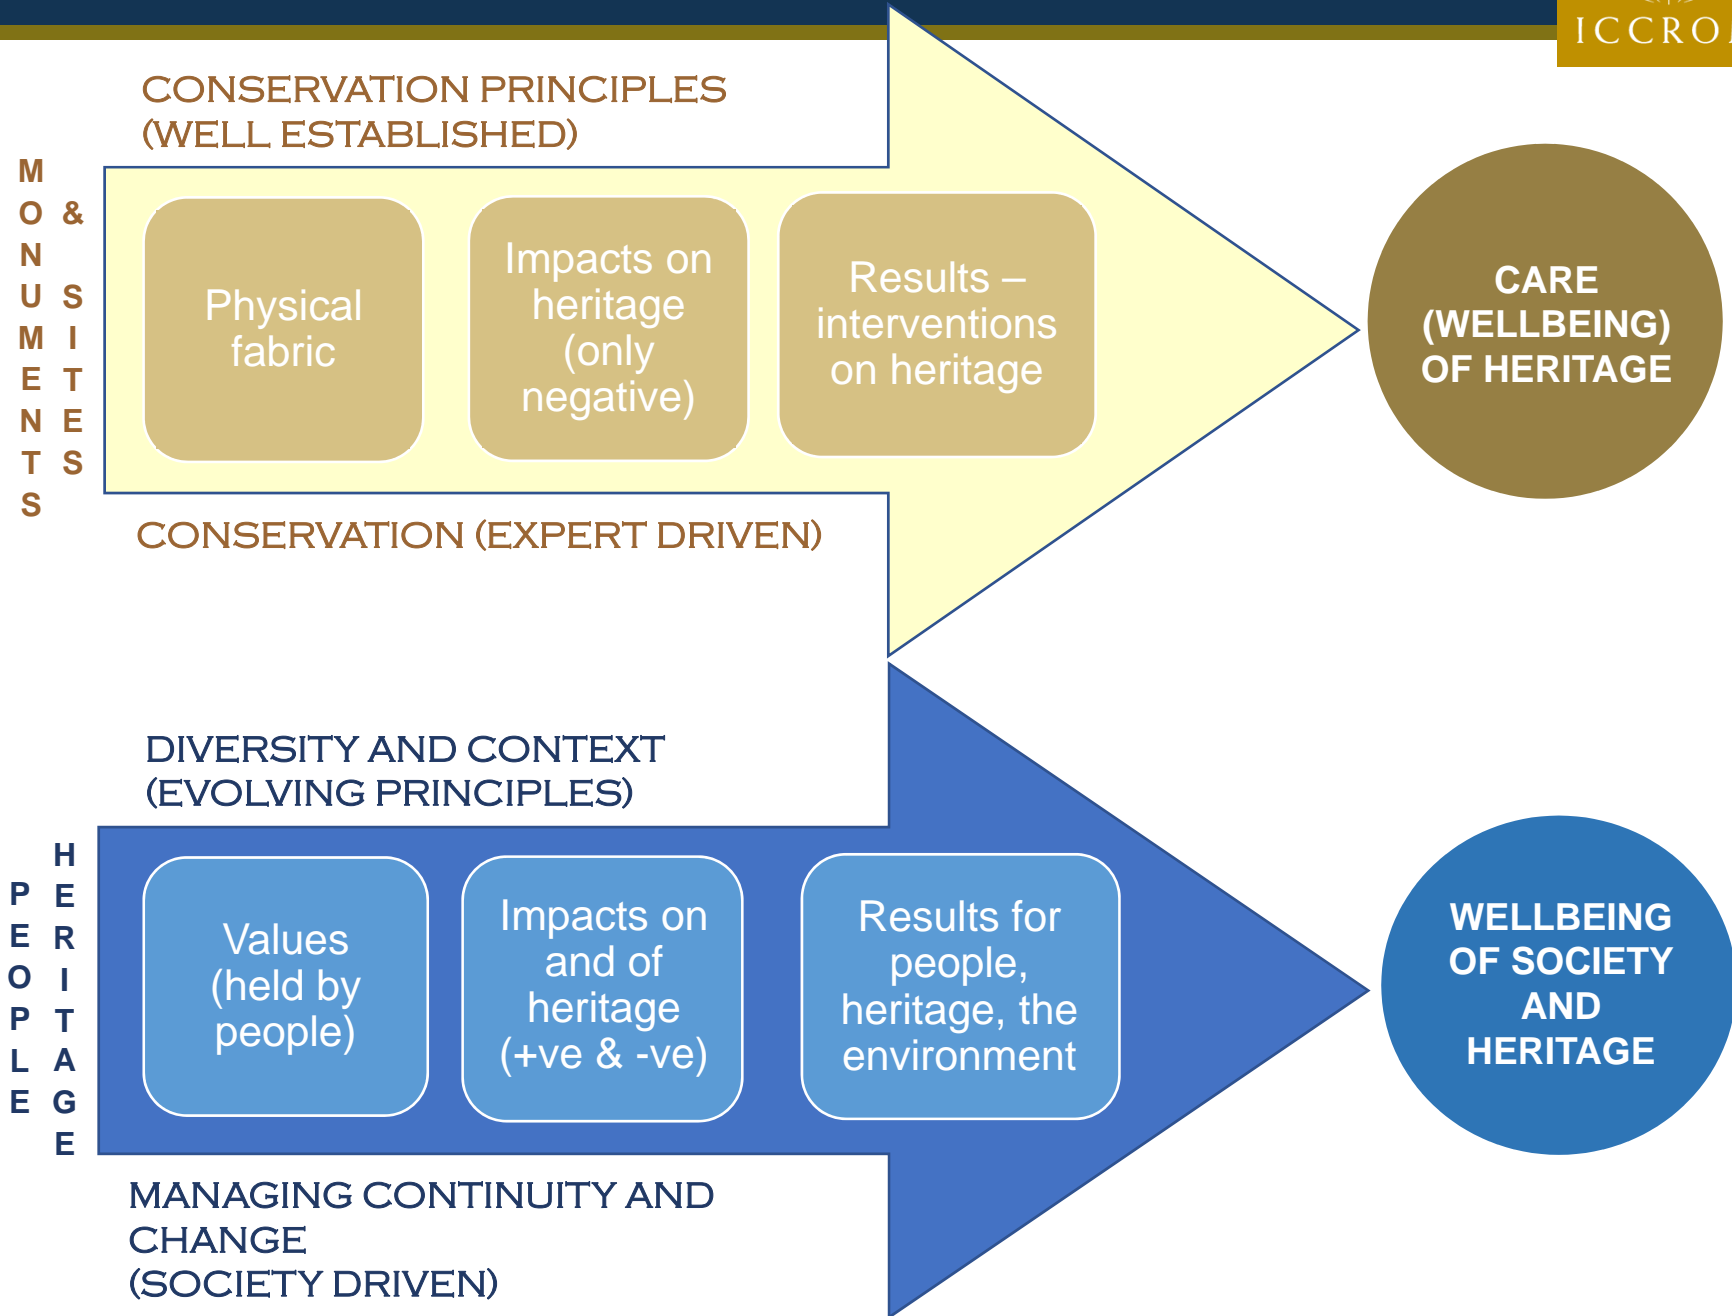 ICCROM
CONSERVATION PRINCIPLES
(WELL ESTABLISHED)
MONUMENTS
& SITES
Physical
fabric
Impacts on
heritage
(only
negative)
Results –
interventions
on heritage
CARE
(WELLBEING)
OF HERITAGE
CONSERVATION (EXPERT DRIVEN)
DIVERSITY AND CONTEXT
(EVOLVING PRINCIPLES)
PEOPLE
HERITAGE
Values
(held by
people)
Impacts on
and of
heritage
(+ve & -ve)
Results for
people,
heritage, the
environment
WELLBEING
OF SOCIETY
AND
HERITAGE
MANAGING CONTINUITY AND
CHANGE
(SOCIETY DRIVEN)